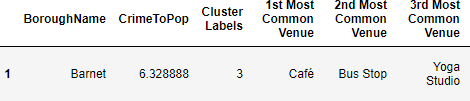 BoroughName CrimeToPop Cluster Labels 1st Most Common Venue 2nd Most Common Venue 3rd Most Common Venue
1 Barnet 6.328888 3 Café Bus Stop Yoga Studio